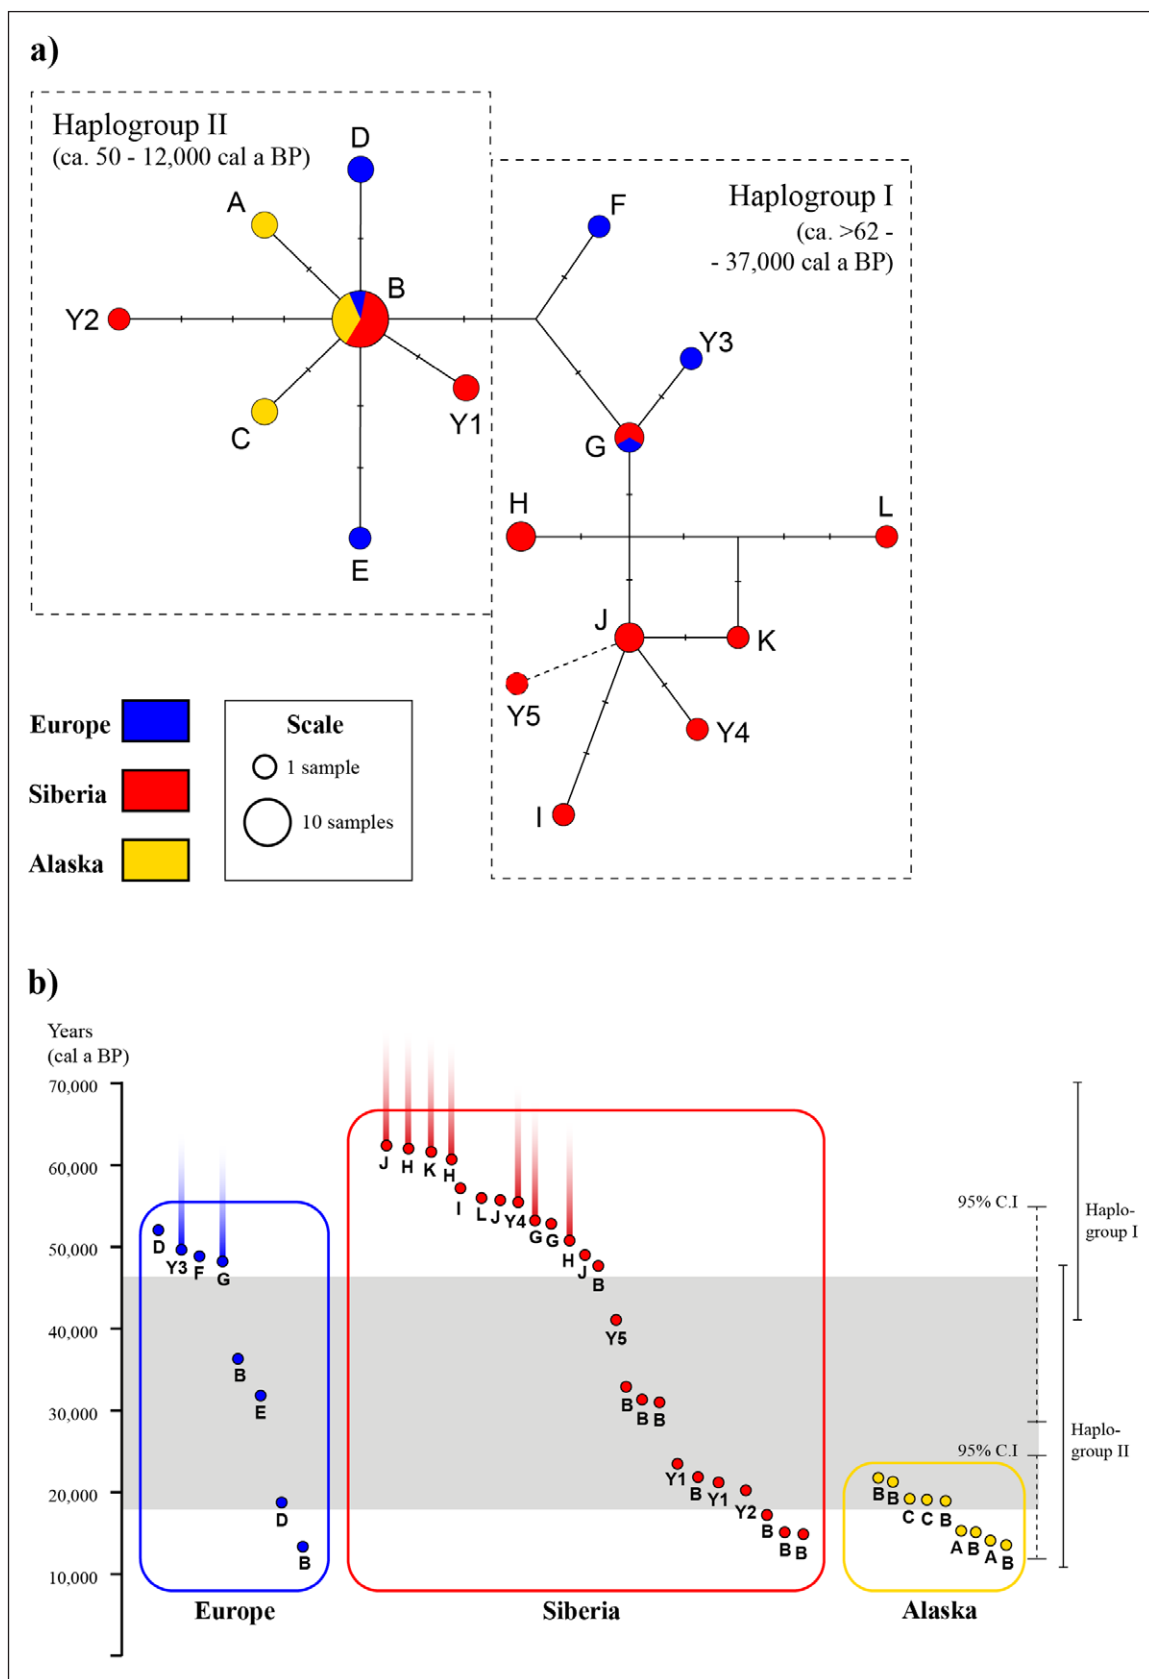 a)
Haplogroup II
(ca. 50 - 12,000 cal a BP)
D
A
B
Y2
C
Y1
E
Haplogroup I
(ca. >62 -
- 37,000 cal a BP)
F
Y3
G
H
L
J
K
Y5
Y4
I
Europe
Siberia
Alaska
Scale
1 sample
10 samples
b)
Years
(cal a BP)
70,000
60,000
50,000
40,000
30,000
20,000
10,000
D
Y3
F
G
B
E
D
B
Europe
J
H
K
H
I
L
J
Y4
G
G
H
J
B
Y5
B
B
B
Y1
B
Y1
Y2
B
B
B
Siberia
B
B
C
C
B
A
B
A
B
Alaska
95% C.I
95% C.I
Haplo-
group I
Haplo-
group II